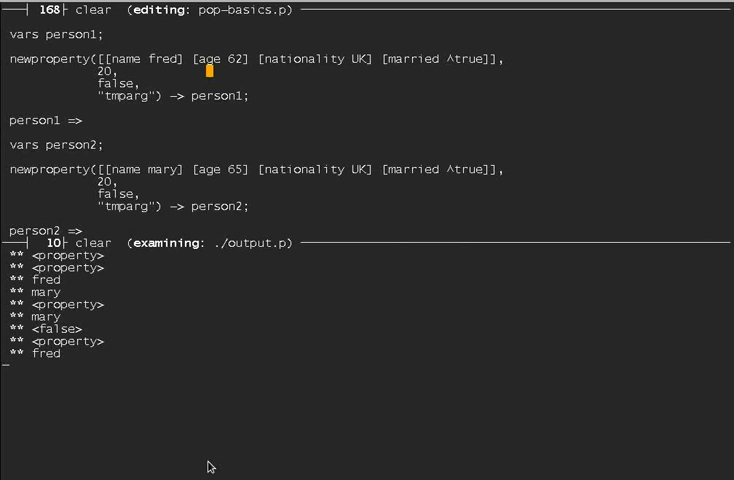 168 clear (editing: pop-basics.p)
vars person1;
newproperty([[name fred] [age 62] [nationality UK] [married ^true]],
20,
false,
"tmparg") -> person1;
person1 =>
vars person2;
newproperty([[name mary] [age 65] [nationality UK] [married ^true]],
20,
false,
"tmparg") -> person2;
person2 =>
10 clear (examining: ./output.p)
** <property>
** <property>
** fred
** mary
** <property>
** mary
** <false>
** <property>
** fred